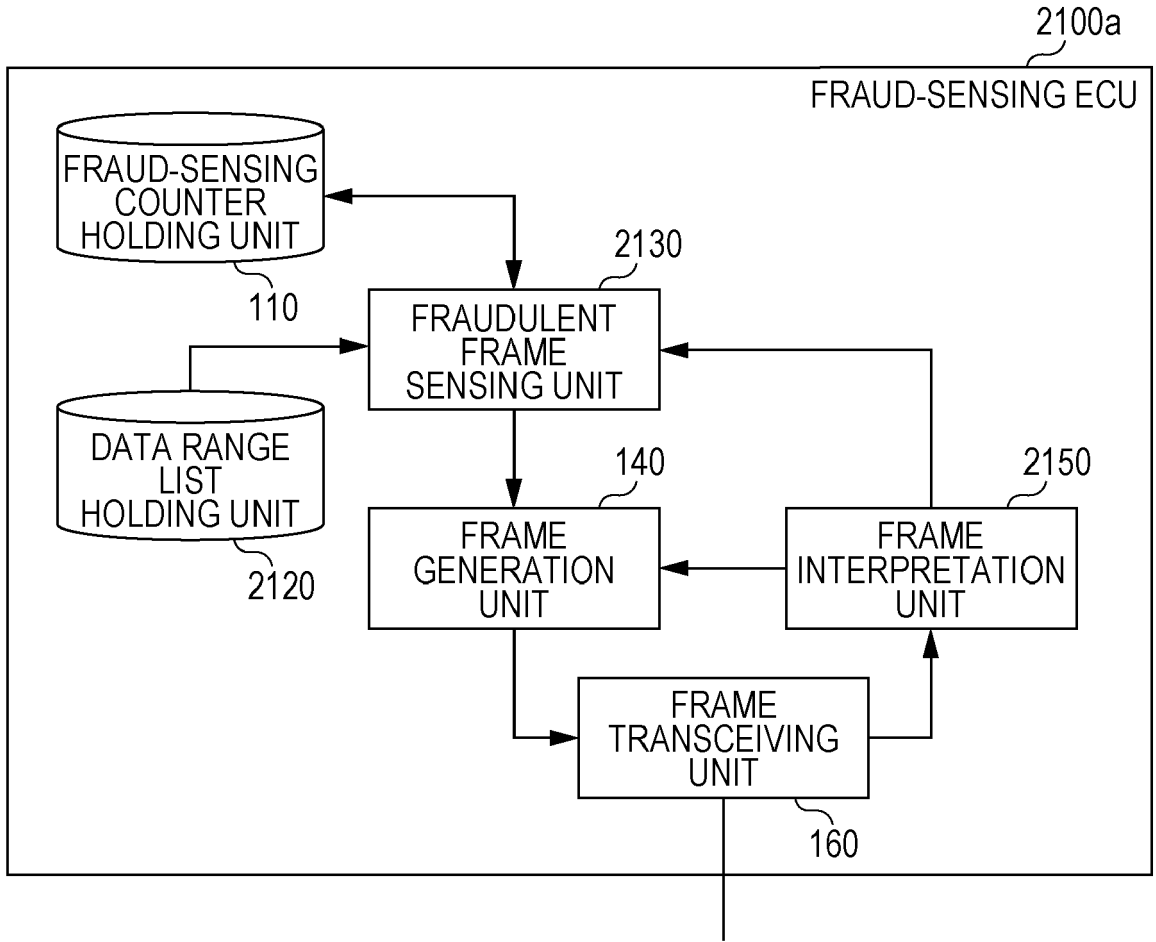 2100a
FRAUD-SENSING ECU
FRAUD-SENSING
COUNTER
HOLDING UNIT
110
2130
FRAUDULENT
FRAME
SENSING UNIT
DATA RANGE
LIST
HOLDING UNIT
2120
140
FRAME
GENERATION
UNIT
2150
FRAME
INTERPRETATION
UNIT
FRAME
TRANSCEIVING
UNIT
160